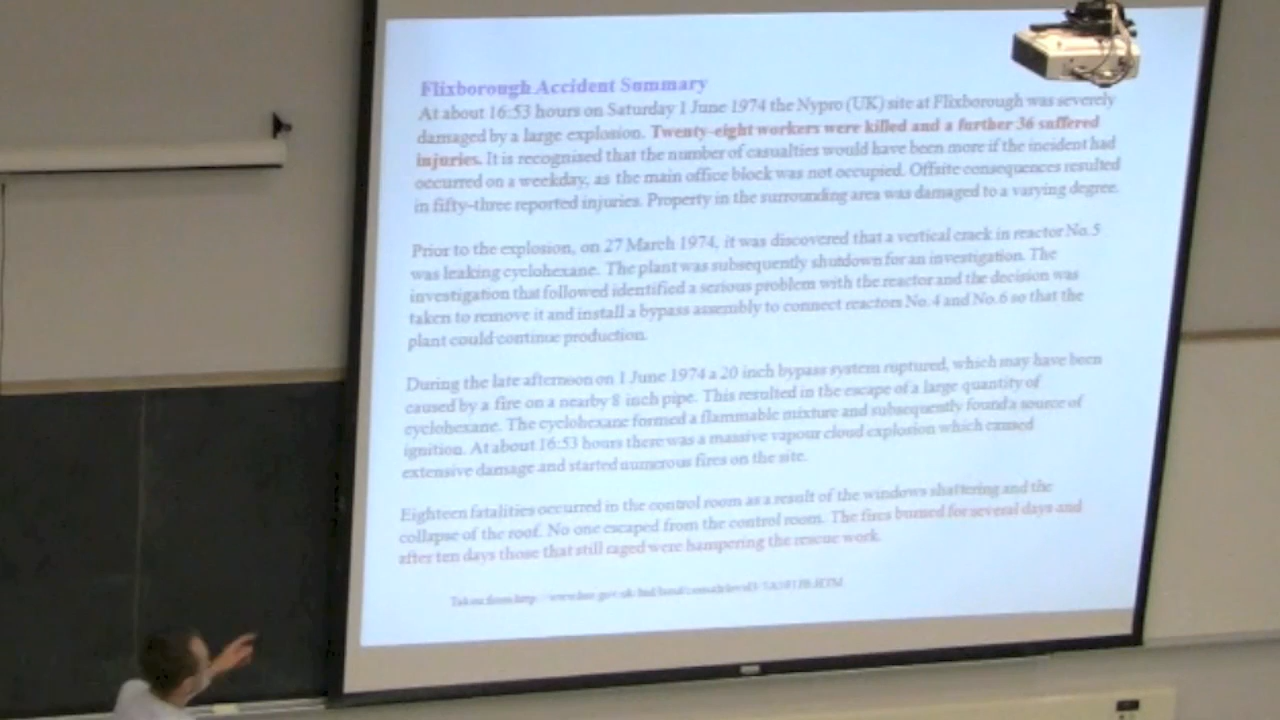 Flixborough Accident Summary
At about 16:53 hours on Saturday 1 June 1974 the Nypro (UK) site at Flixborough was severely
damaged by a large explosion. Twenty-eight workers were killed and a further 36 suffered
injuries. It is recognised that the number of casualties would have been more if the incident had
occurred on a weekday, as the main office block was not occupied. Offsite consequences resulted
in fifty-three reported injuries. Property in the surrounding area was damaged to a varying degree.
Prior to the explosion, on 27 March 1974, it was discovered that a vertical crack in reactor No.5
was leaking cyclohexane. The plant was subsequently shutdown for an investigation. The
investigation that followed identified a serious problem with the reactor and the decision was
taken to remove it and install a bypass assembly to connect reactors No.4 and No.6 so that the
plant could continue production.
During the late afternoon on 1 June 1974 a 20 inch bypass system ruptured, which may have been
caused by a fire on a nearby 8 inch pipe. This resulted in the escape of a large quantity of
cyclohexane. The cyclohexane formed a flammable mixture and subsequently found a source of
ignition. At about 16:53 hours there was a massive vapour cloud explosion which caused
extensive damage and started numerous fires on the site.
Eighteen fatalities occurred in the control room as a result of the windows shattering and the
collapse of the roof. No one escaped from the control room. The fires burned for several days and
after ten days those that still raged were hampering the rescue work.
Taken from